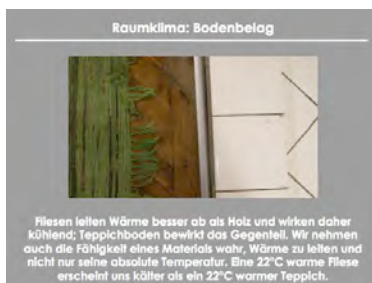 Raumklima: Bodenbelag
Fliesen leiten Wärme besser ab als Holz und wirken daher
kühlend; Teppichboden bewirkt das Gegenteil. Wir nehmen
auch die Fähigkeit eines Materials wahr, Wärme zu leiten und
nicht nur seine absolute Temperatur. Eine 22°C warme Fliese
erscheint uns kälter als ein 22°C warmer Teppich.